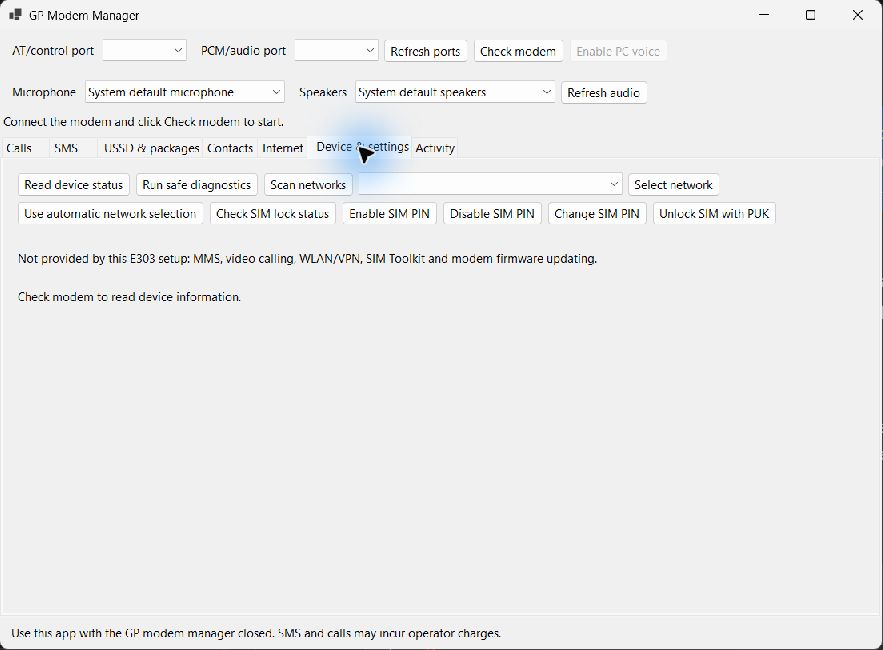 GP Modem Manager
AT/control port PCM/audio port Refresh ports Check modem Enable PC voice
Microphone System default microphone Speakers System default speakers Refresh audio
Connect the modem and click Check modem to start.
Calls SMS USSD & packages Contacts Internet Device & settings Activity
Read device status Run safe diagnostics Scan networks Select network
Use automatic network selection Check SIM lock status Enable SIM PIN Disable SIM PIN Change SIM PIN Unlock SIM with PUK
Not provided by this E303 setup: MMS, video calling, WLAN/VPN, SIM Toolkit and modem firmware updating.
Check modem to read device information.
Use this app with the GP modem manager closed. SMS and calls may incur operator charges.